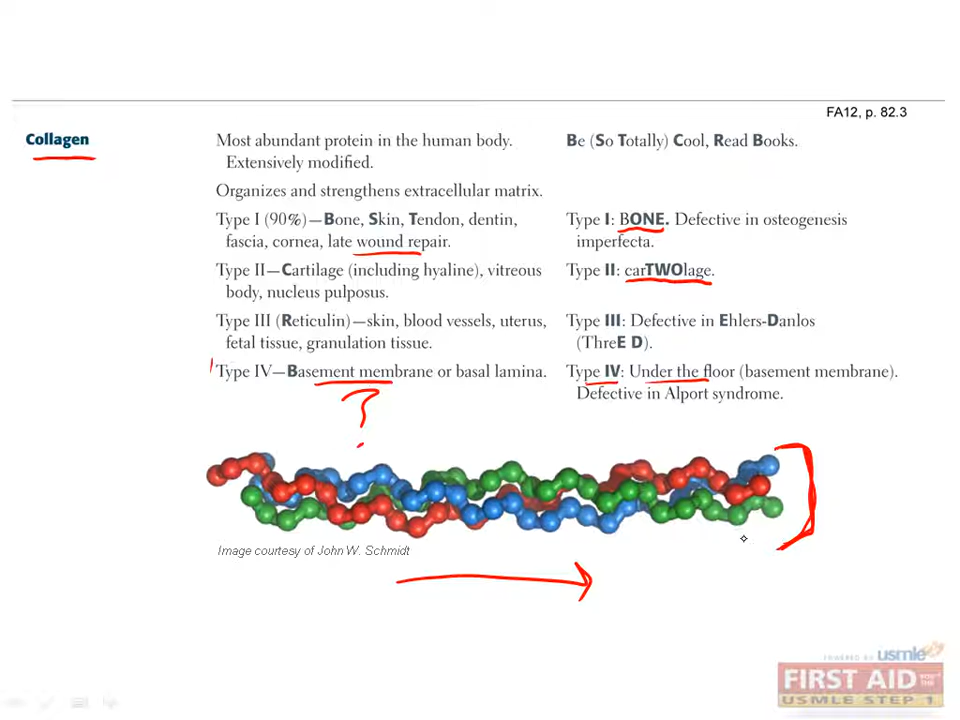 FA12, p. 82.3
Collagen
Most abundant protein in the human body.
Extensively modified.
Be (So Totally) Cool, Read Books.
Organizes and strengthens extracellular matrix.
Type I (90%)—Bone, Skin, Tendon, dentin,
fascia, cornea, late wound repair.
Type I: BONE. Defective in osteogenesis
imperfecta.
Type II—Cartilage (including hyaline), vitreous
body, nucleus pulposus.
Type II: carTWOlage.
Type III (Reticulin)—skin, blood vessels, uterus,
fetal tissue, granulation tissue.
Type III: Defective in Ehlers-Danlos
(ThreE D).
Type IV—Basement membrane or basal lamina.
Type IV: Under the floor (basement membrane).
Defective in Alport syndrome.
?
Image courtesy of John W. Schmidt
POWERED BY usmle
FIRST AID FOR THE
USMLE STEP 1